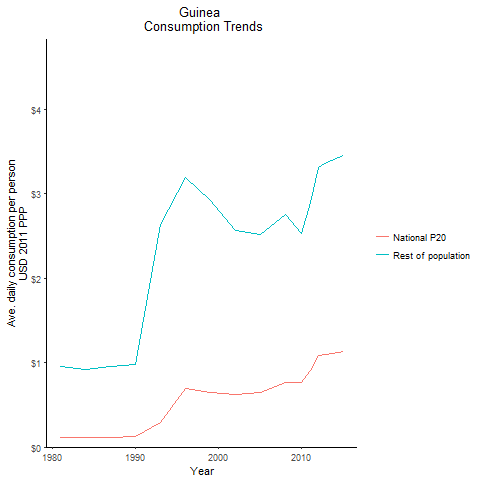 Guinea
Consumption Trends
Ave. daily consumption per person
USD 2011 PPP
$4
$3
$2
$1
$0
1980
1990
2000
2010
Year
National P20
Rest of population